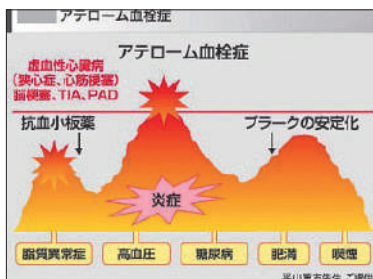 アテローム血栓症
アテローム血栓症
虚血性心臓病
(狭心症、心筋梗塞)
脳梗塞、TIA、PAD
抗血小板薬
プラークの安定化
炎症
脂質異常症
高血圧
糖尿病
肥満
喫煙